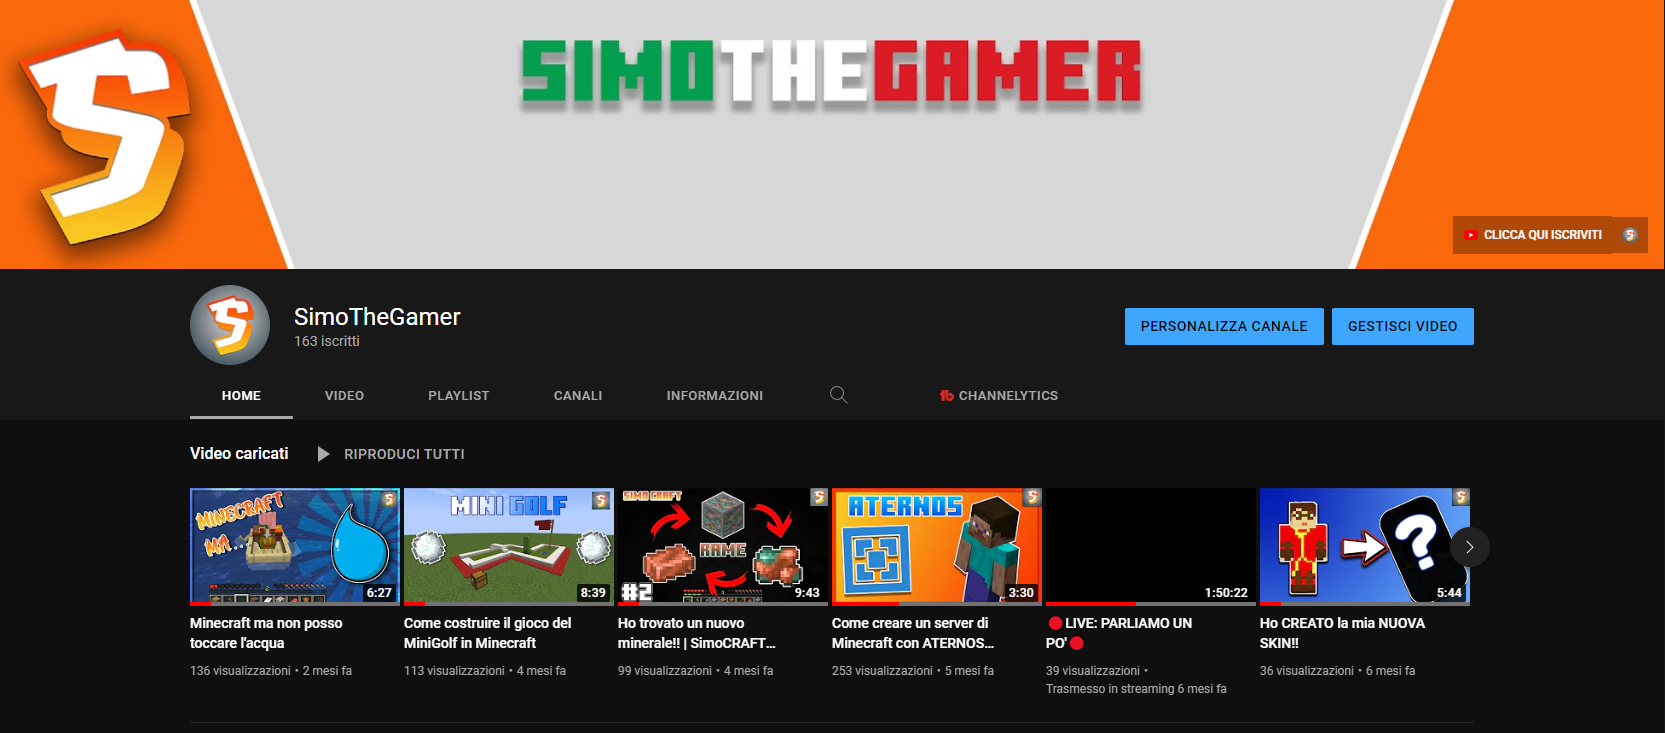 S
SIMOTHEGAMER
CLICCA QUI ISCRIVITI
SimoTheGamer
163 iscritti
PERSONALIZZA CANALE
GESTISCI VIDEO
HOME
VIDEO
PLAYLIST
CANALI
INFORMAZIONI
CHANNELYTICS
Video caricati
RIPRODUCI TUTTI
MINECRAFT
MA...
6:27
MINI GOLF
8:39
SIMO CRAFT
RAME
#2
9:43
ATERNOS
3:30
1:50:22
?
5:44
Minecraft ma non posso
toccare l'acqua
136 visualizzazioni • 2 mesi fa
Come costruire il gioco del
MiniGolf in Minecraft
113 visualizzazioni • 4 mesi fa
Ho trovato un nuovo
minerale!! | SimoCRAFT...
99 visualizzazioni • 4 mesi fa
Come creare un server di
Minecraft con ATERNOS...
253 visualizzazioni • 5 mesi fa
🔴LIVE: PARLIAMO UN
PO'🔴
39 visualizzazioni •
Trasmesso in streaming 6 mesi fa
Ho CREATO la mia NUOVA
SKIN!!
36 visualizzazioni • 6 mesi fa